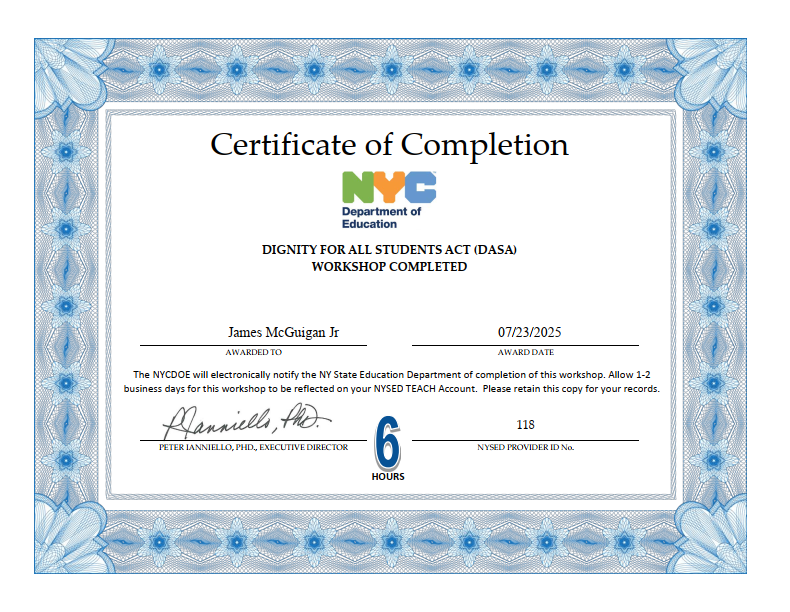 Certificate of Completion
NYC
Department of
Education
DIGNITY FOR ALL STUDENTS ACT (DASA)
WORKSHOP COMPLETED
James McGuigan Jr
07/23/2025
AWARDED TO
AWARD DATE
The NYCDOE will electronically notify the NY State Education Department of completion of this workshop. Allow 1-2
business days for this workshop to be reflected on your NYSED TEACH Account. Please retain this copy for your records.
PIanniello, PhD.
118
PETER IANNIELLO, PHD., EXECUTIVE DIRECTOR
NYSED PROVIDER ID No.
6
HOURS